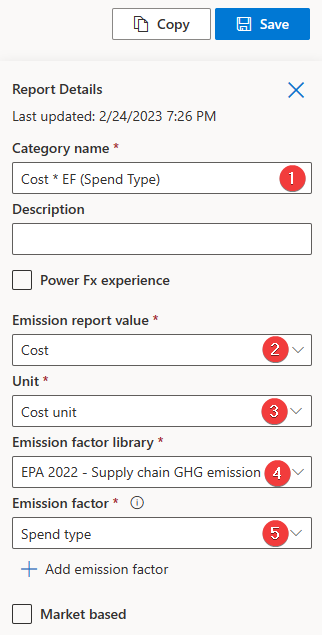 Copy
Save
Report Details
Last updated: 2/24/2023 7:26 PM
Category name *
Cost * EF (Spend Type)
1
Description
Power Fx experience
Emission report value *
Cost
2
Unit *
Cost unit
3
Emission factor library *
EPA 2022 - Supply chain GHG emission
4
Emission factor *
Spend type
5
Add emission factor
Market based